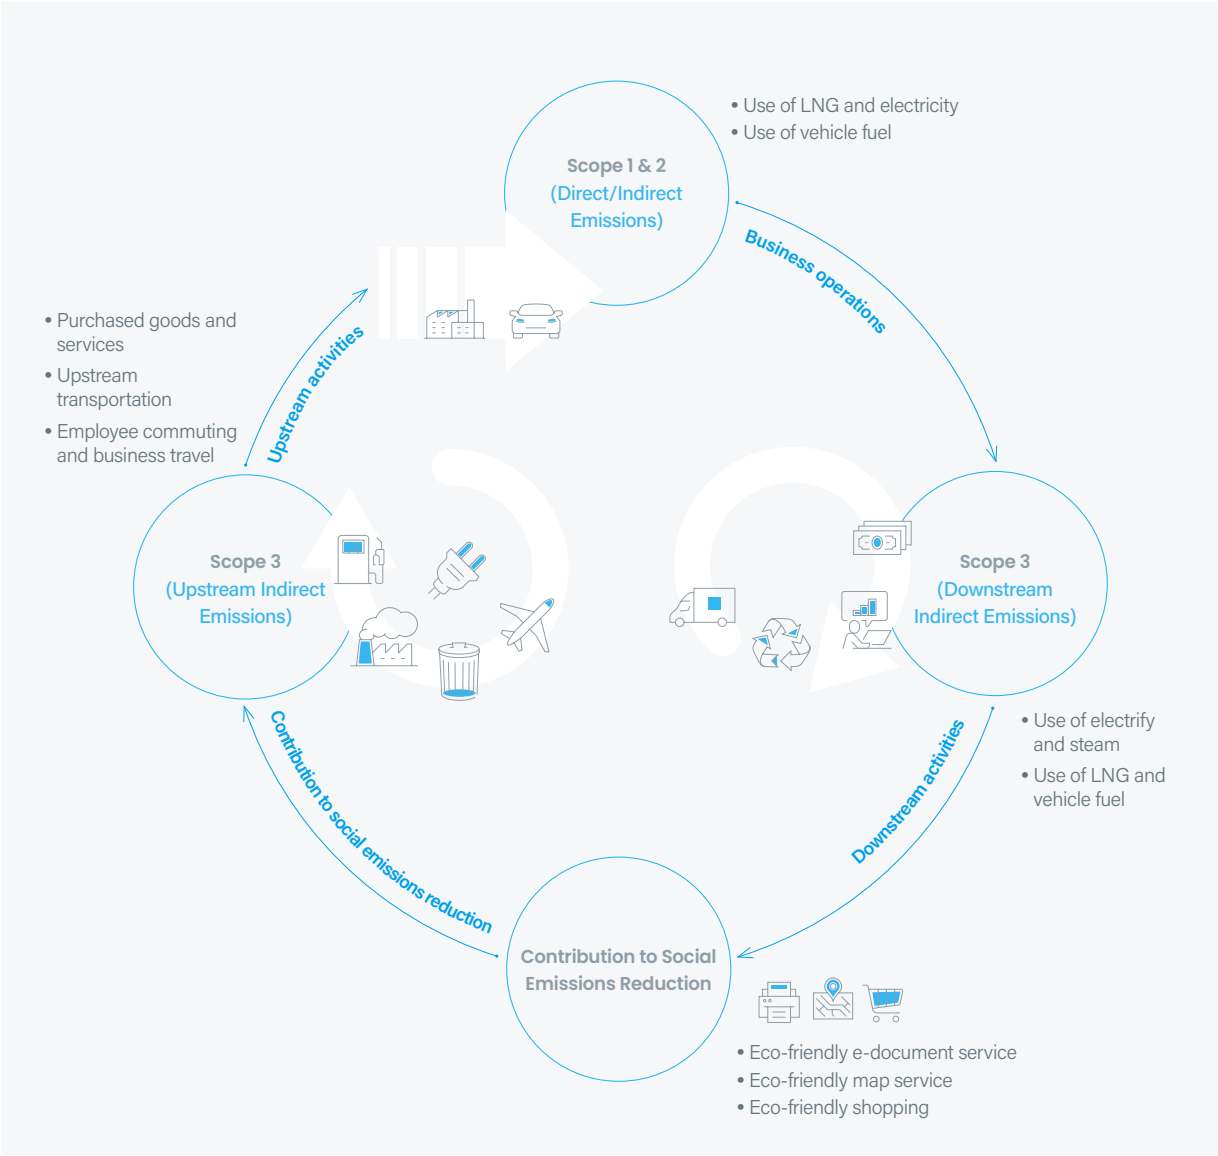 • Use of LNG and electricity
• Use of vehicle fuel
Scope 1 & 2
(Direct/Indirect
Emissions)
Business operations
• Purchased goods and
services
• Upstream
transportation
• Employee commuting
and business travel
Upstream activities
Scope 3
(Upstream Indirect
Emissions)
Scope 3
(Downstream
Indirect Emissions)
• Use of electrify
and steam
• Use of LNG and
vehicle fuel
Downstream activities
Contribution to social emissions reduction
Contribution to Social
Emissions Reduction
• Eco-friendly e-document service
• Eco-friendly map service
• Eco-friendly shopping